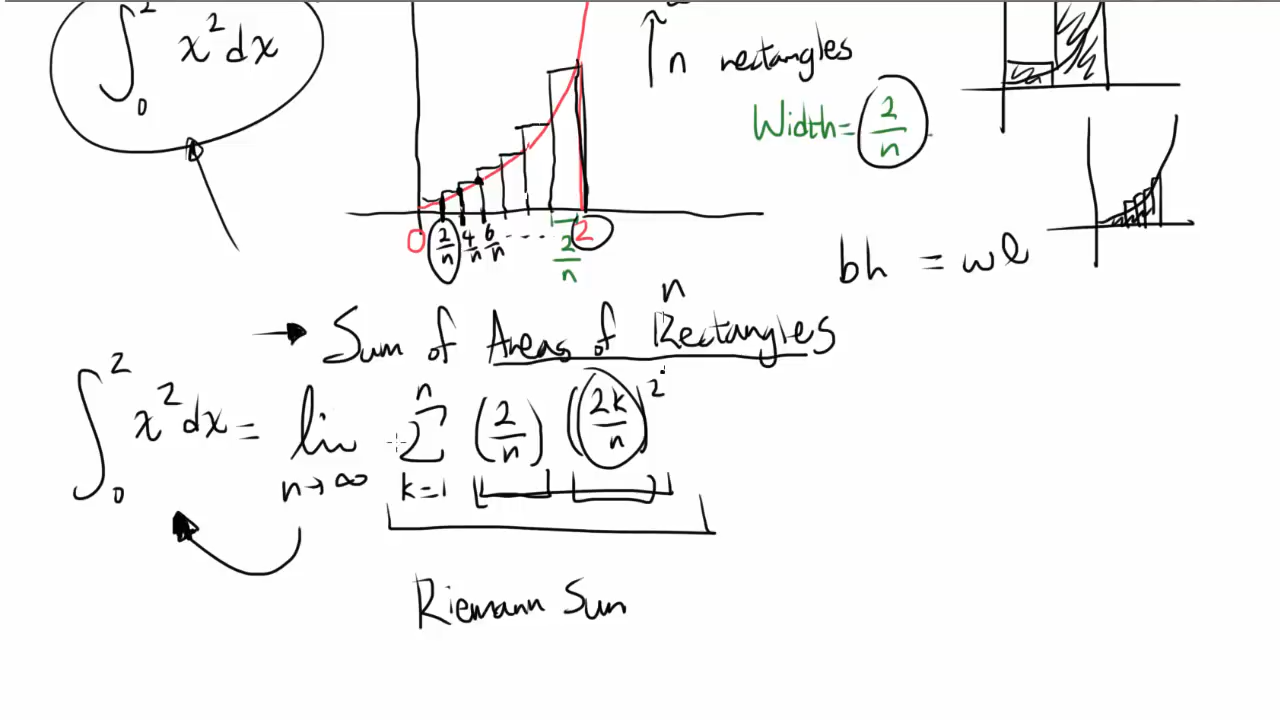 ∫₀² x² dx
n rectangles
Width = 2/n
0 2/n 4/n 6/n ...... 2/n 2
bh = wl
n
→ Sum of Areas of Rectangles
∫₀² x² dx = lim n→∞ Σ k=1 n (2/n) (2k/n)²
Riemann Sum